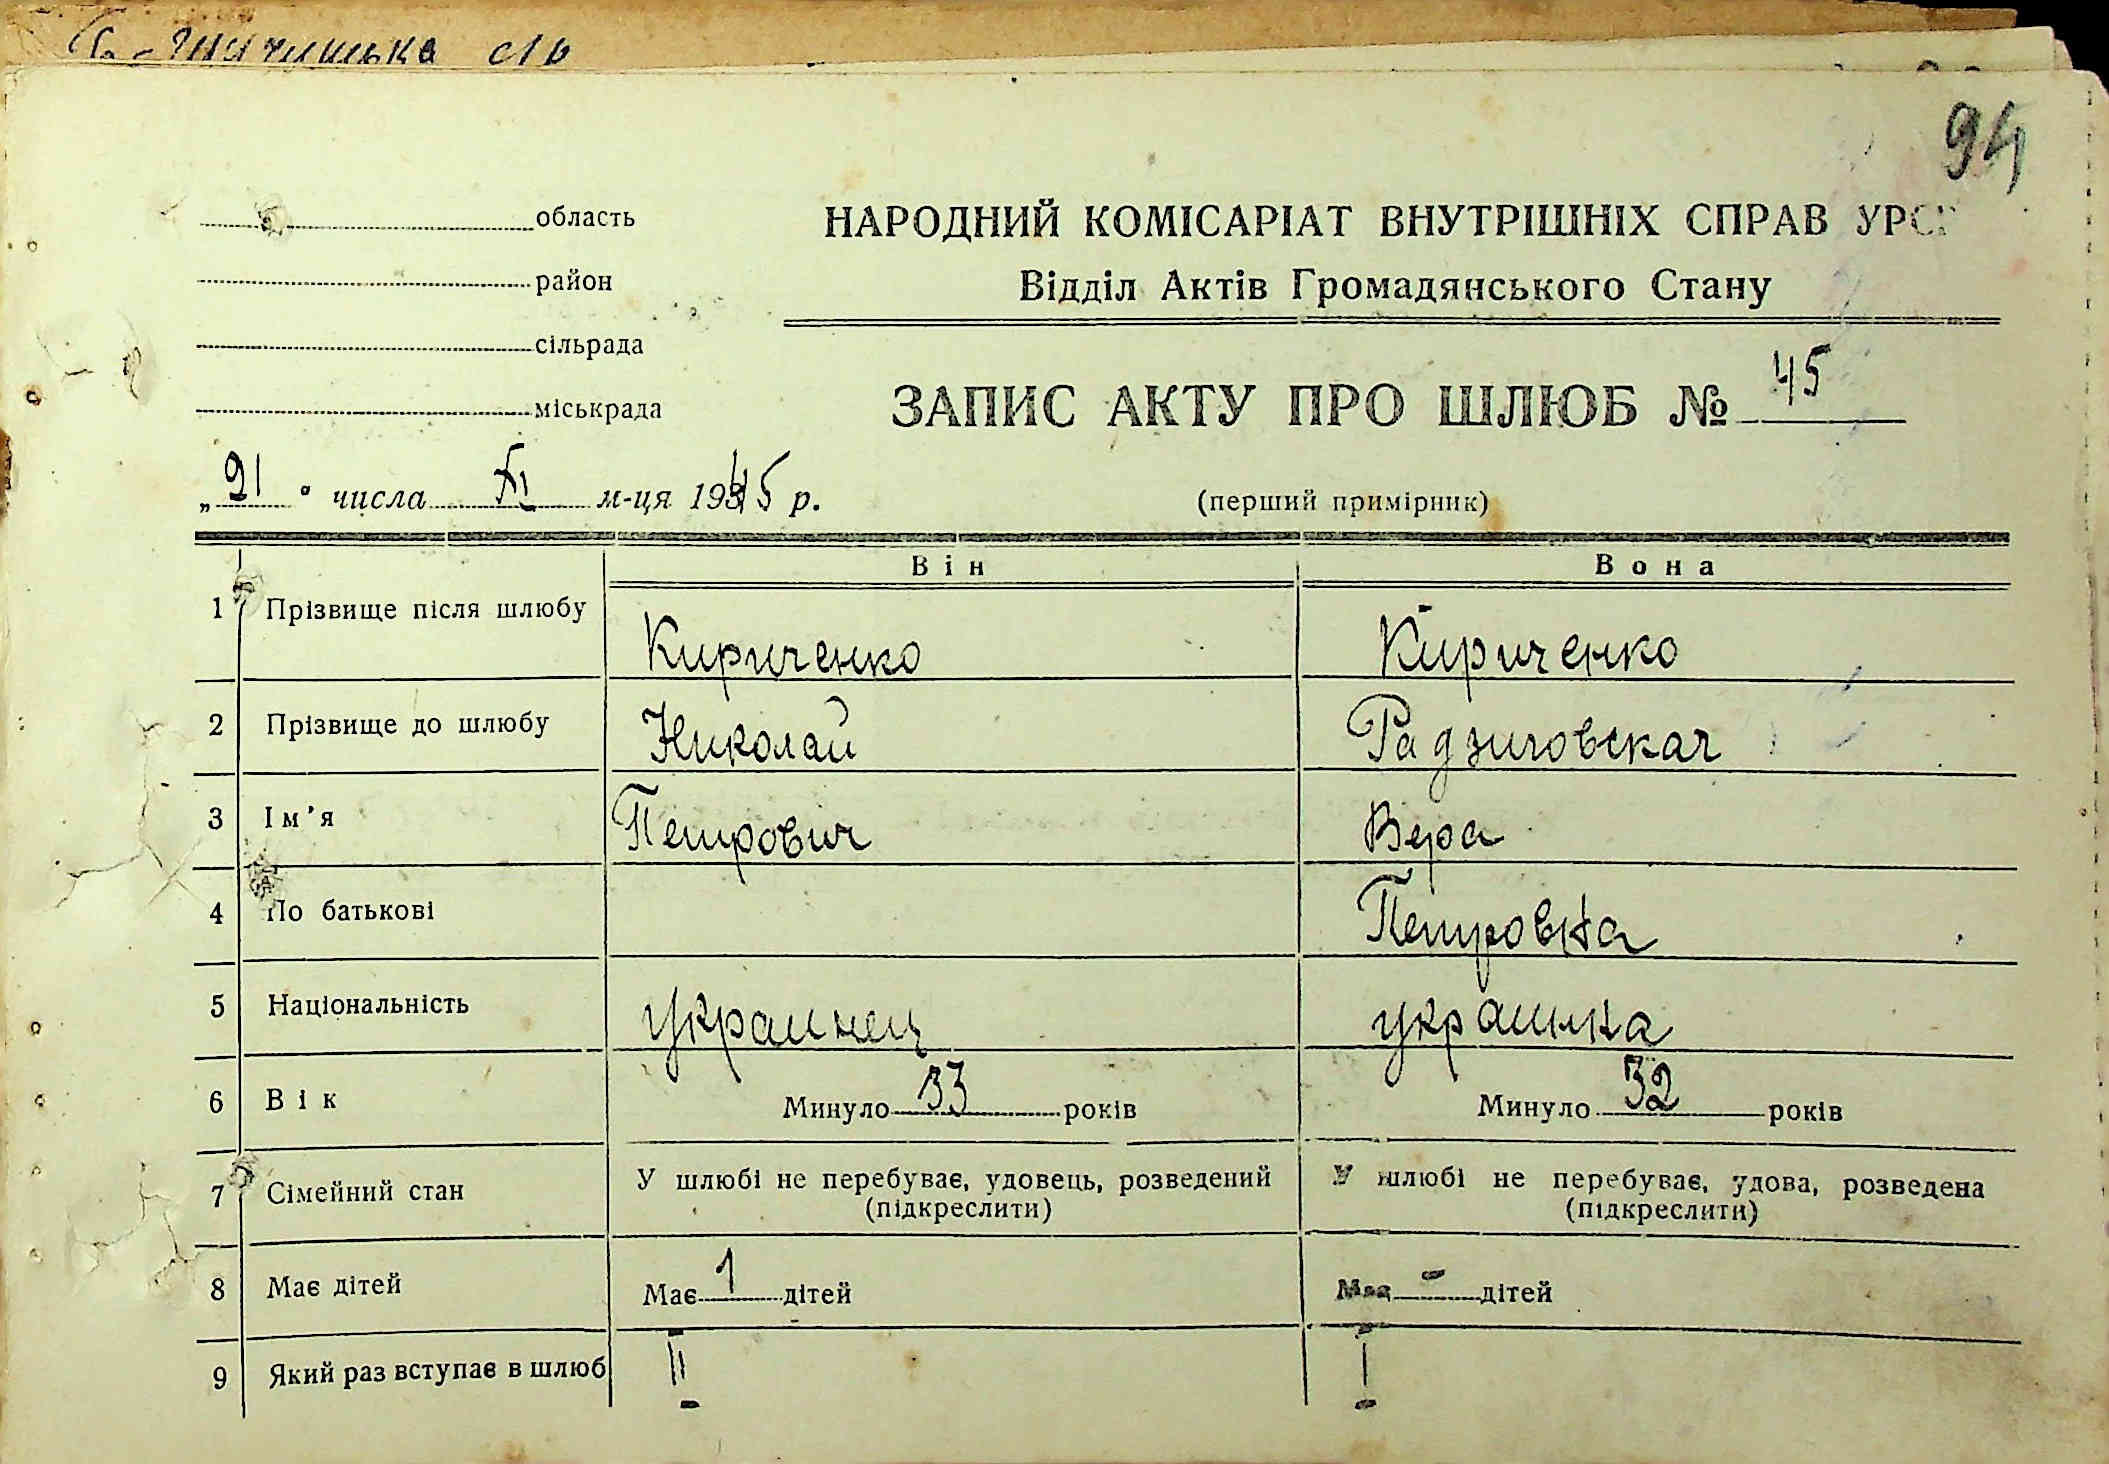 94
область
район
сільрада
міськрада
НАРОДНИЙ КОМІСАРІАТ ВНУТРІШНІХ СПРАВ УРСР
Відділ Актів Громадянського Стану
ЗАПИС АКТУ ПРО ШЛЮБ № 45
„21" числа XI м-ця 1945 р.
(перший примірник)
Він Вона
1 Прізвище після шлюбу Кириченко Кириченко
2 Прізвище до шлюбу Николай Радзиговская
3 Ім'я Петрович Вера
4 По батькові Петровна
5 Національність украинец украинка
6 Вік Минуло 33 років Минуло 32 років
7 Сімейний стан У шлюбі не перебуває, удовець, розведений У шлюбі не перебуває, удова, розведена
(підкреслити) (підкреслити)
8 Має дітей Має 1 дітей Має - дітей
9 Який раз вступає в шлюб II I